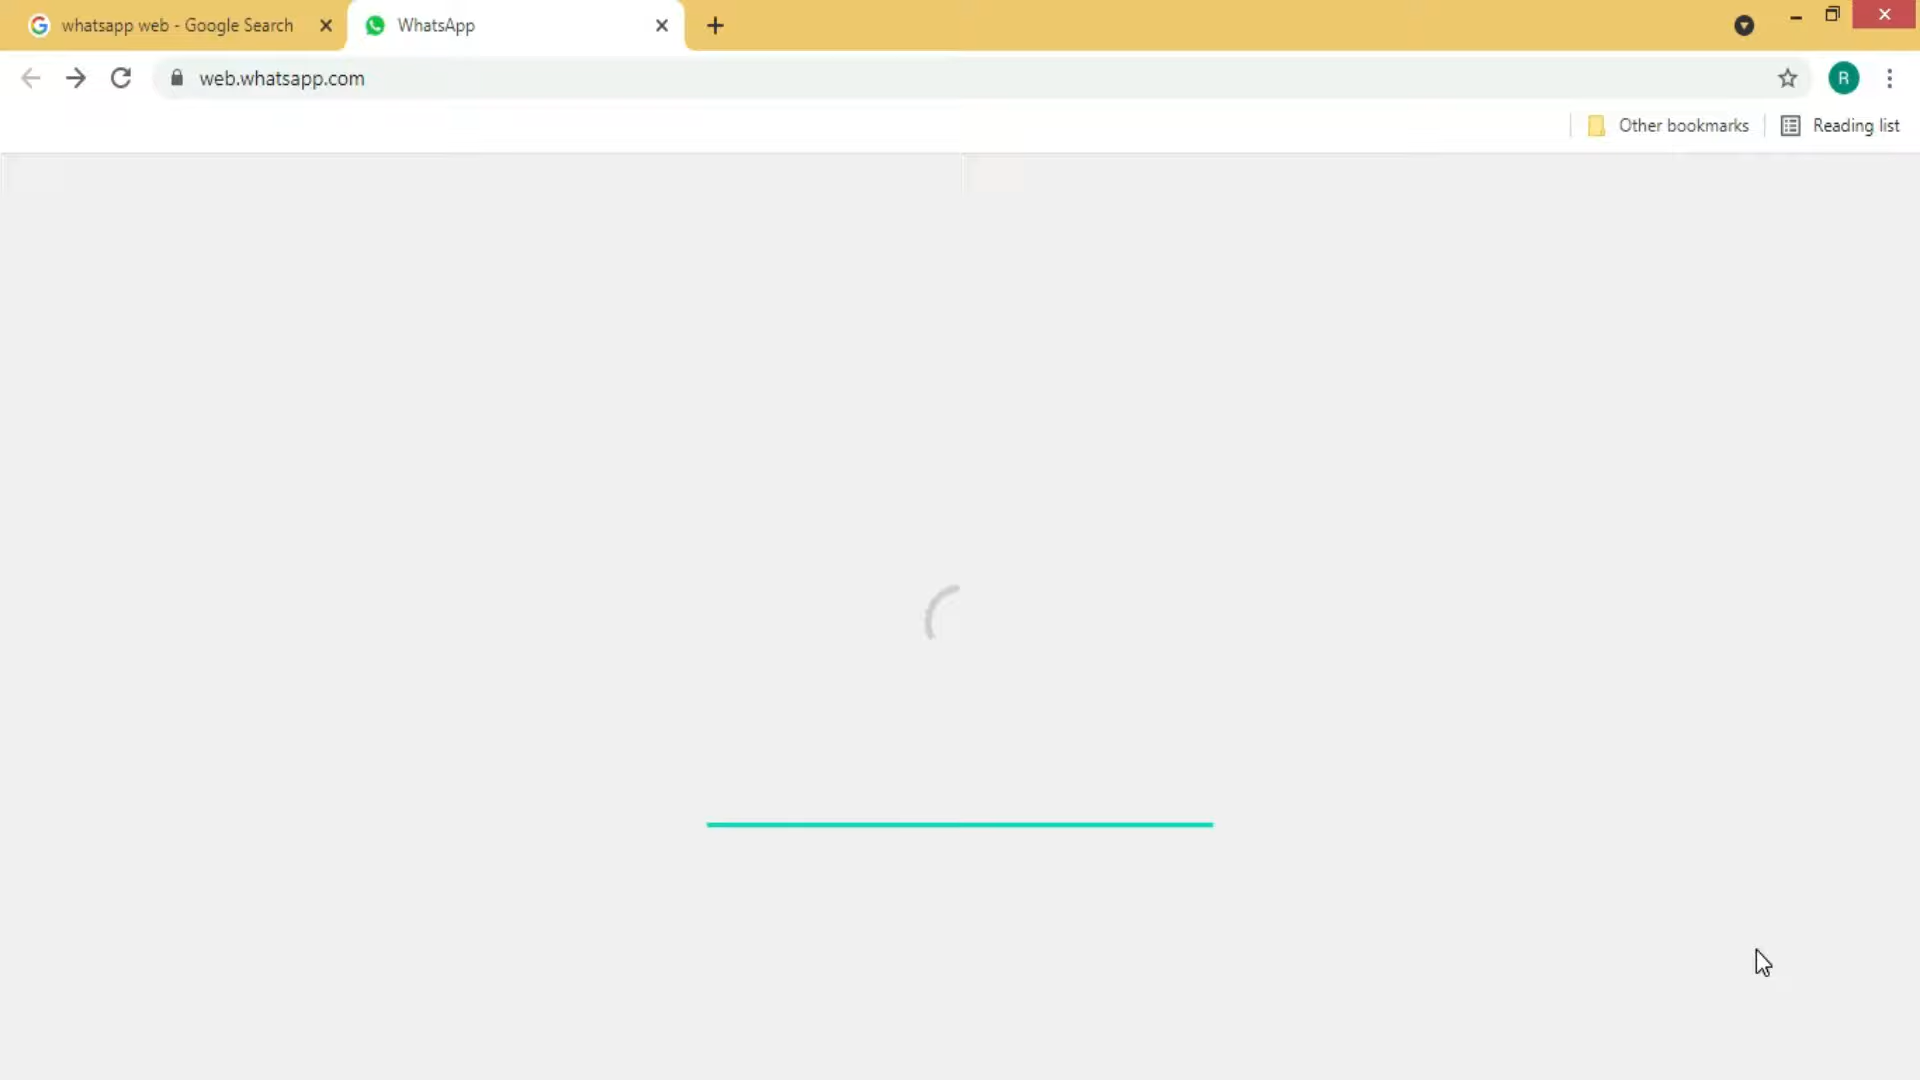 whatsapp web - Google Search
WhatsApp
web.whatsapp.com
R
Other bookmarks
Reading list